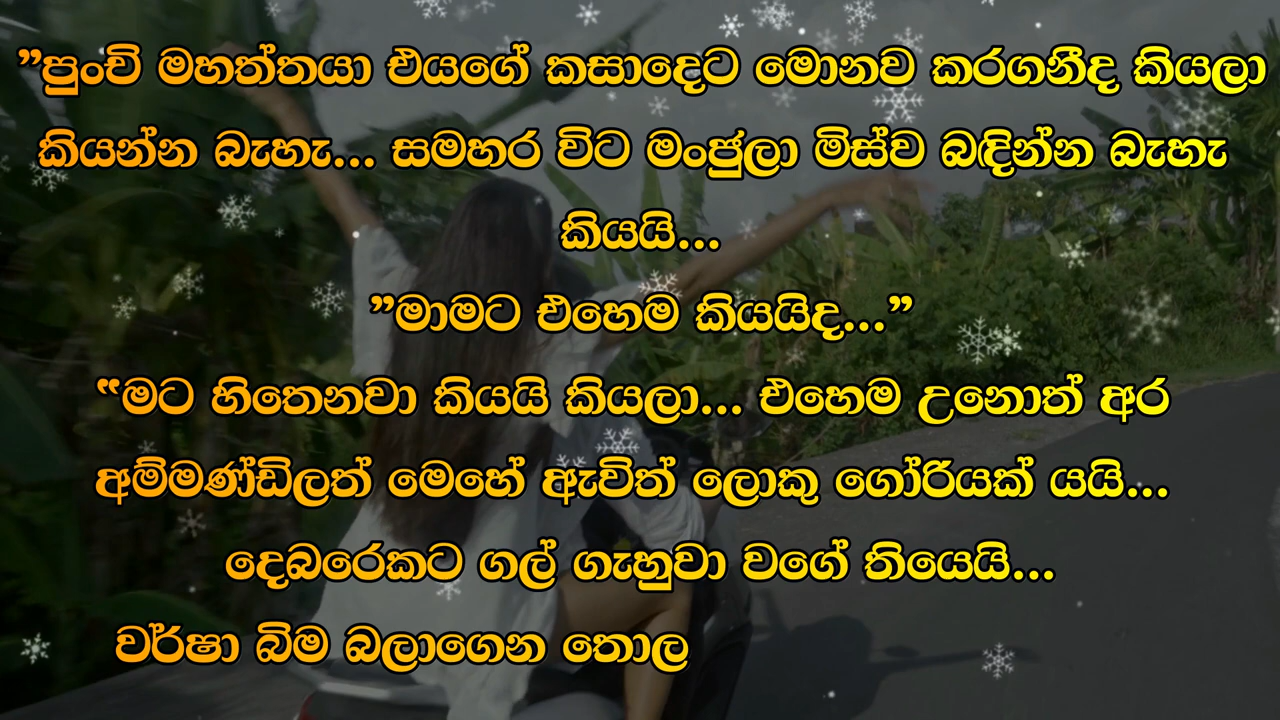 ”පුංචි මහත්තයා එයගේ කසාදෙට මොනව කරගනීද කියලා
කියන්න බැහැ... සමහර විට මංජුලා මිස්ව බඳින්න බැහැ
කියයි...
”මාමට එහෙම කියයිද...”
“මට හිතෙනවා කියයි කියලා... එහෙම උනොත් අර
අම්මණ්ඩිලත් මෙහේ ඇවිත් ලොකු ගෝරියක් යයි...
දෙබරෙකට ගල් ගැහුවා වගේ තියෙයි...
වර්ෂා බිම බලාගෙන තොල